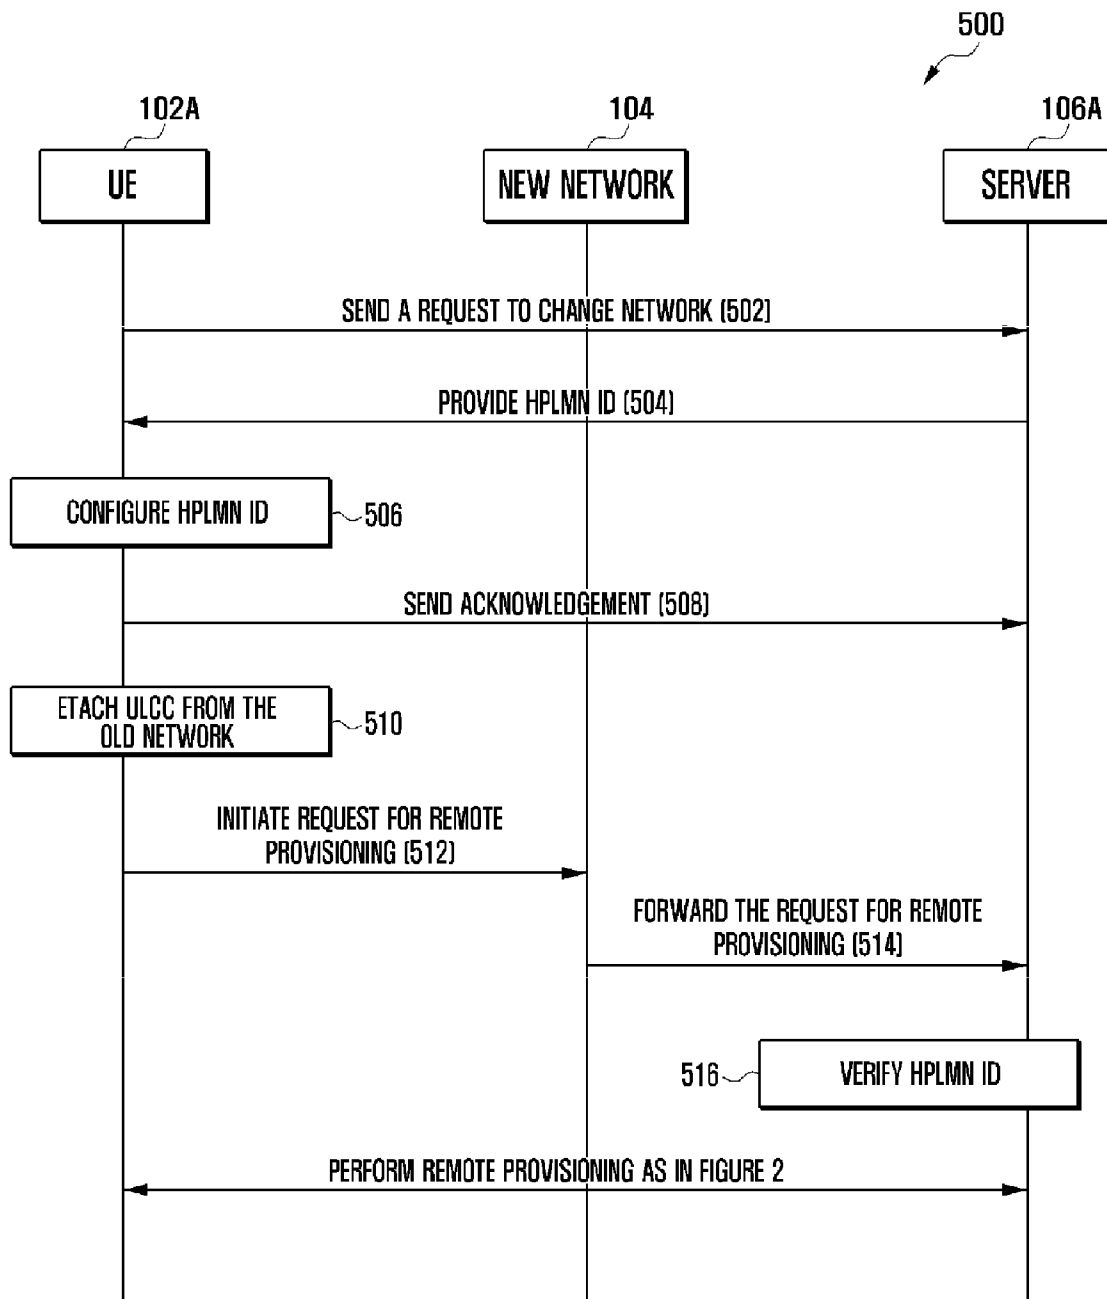 500
102A
104
106A
UE
NEW NETWORK
SERVER
SEND A REQUEST TO CHANGE NETWORK (502)
PROVIDE HPLMN ID (504)
CONFIGURE HPLMN ID
506
SEND ACKNOWLEDGEMENT (508)
ETACH ULCC FROM THE
OLD NETWORK
510
INITIATE REQUEST FOR REMOTE
PROVISIONING (512)
FORWARD THE REQUEST FOR REMOTE
PROVISIONING (514)
516
VERIFY HPLMN ID
PERFORM REMOTE PROVISIONING AS IN FIGURE 2